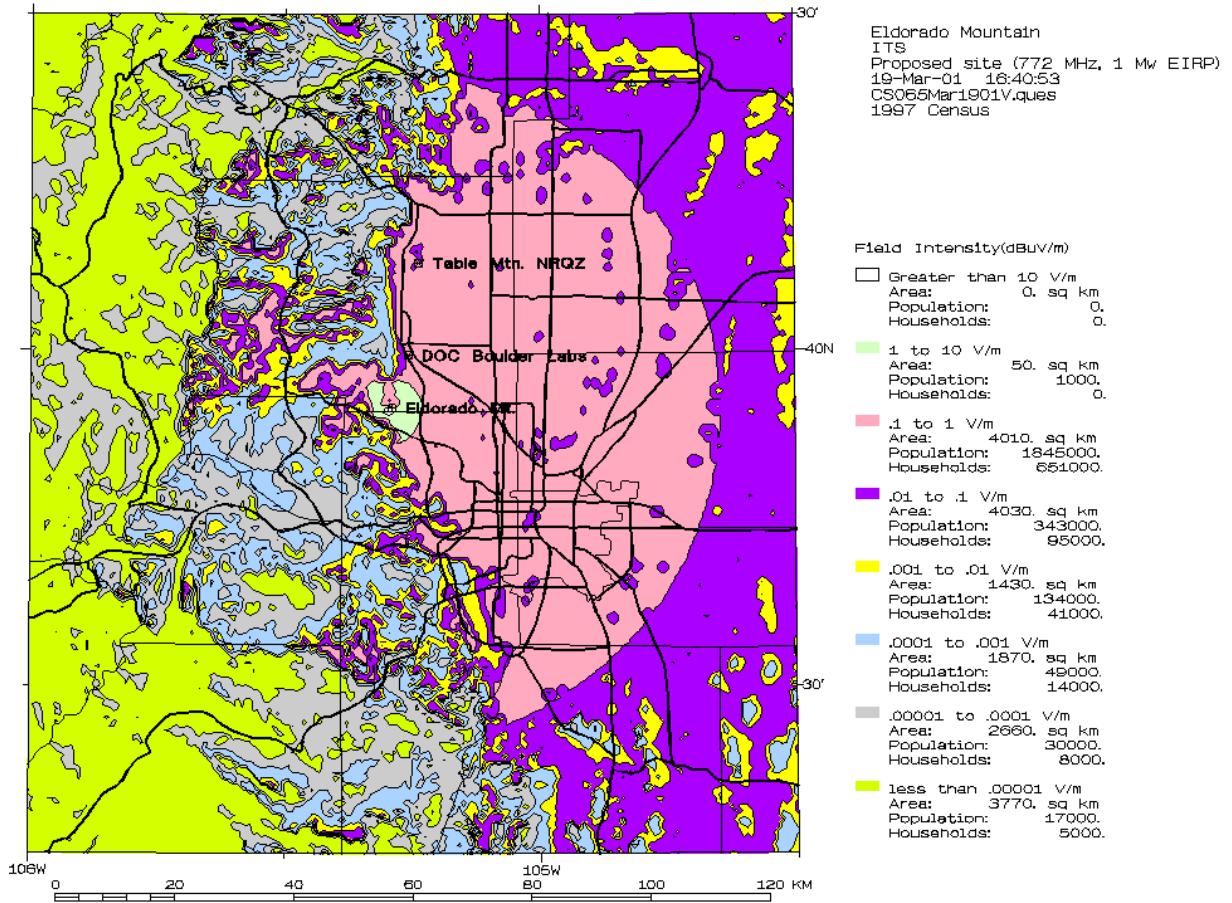 Eldorado Mountain
ITS
Proposed site (772 MHz, 1 Mw EIRP)
19-Mar-01 16:40:53
CS065Mar1901V.ques
1997 Census
30'
Table Mtn. NRQZ
40N
DOC Boulder Labs
Eldorado Mt.
30'
106W
105W
0 20 40 60 80 100 120 KM
Field Intensity(dBuV/m)
Greater than 10 V/m
Area: 0. sq km
Population: 0.
Households: 0.
1 to 10 V/m
Area: 50. sq km
Population: 1000.
Households: 0.
.1 to 1 V/m
Area: 4010. sq km
Population: 1845000.
Households: 651000.
.01 to .1 V/m
Area: 4030. sq km
Population: 343000.
Households: 95000.
.001 to .01 V/m
Area: 1430. sq km
Population: 134000.
Households: 41000.
.0001 to .001 V/m
Area: 1870. sq km
Population: 49000.
Households: 14000.
.00001 to .0001 V/m
Area: 2660. sq km
Population: 30000.
Households: 8000.
less than .00001 V/m
Area: 3770. sq km
Population: 17000.
Households: 5000.